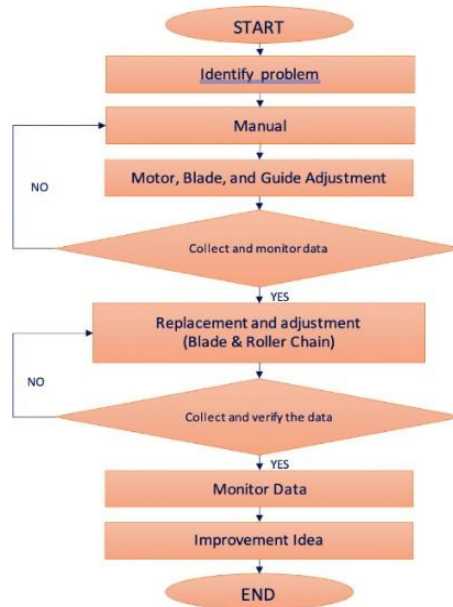 START
Identify problem
Manual
Motor, Blade, and Guide Adjustment
NO
Collect and monitor data
YES
Replacement and adjustment
(Blade & Roller Chain)
NO
Collect and verify the data
YES
Monitor Data
Improvement Idea
END